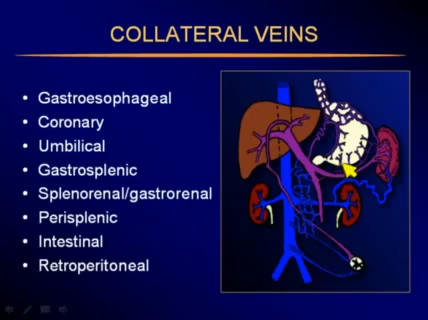 COLLATERAL VEINS
• Gastroesophageal
• Coronary
• Umbilical
• Gastrosplenic
• Splenorenal/gastrorenal
• Perisplenic
• Intestinal
• Retroperitoneal